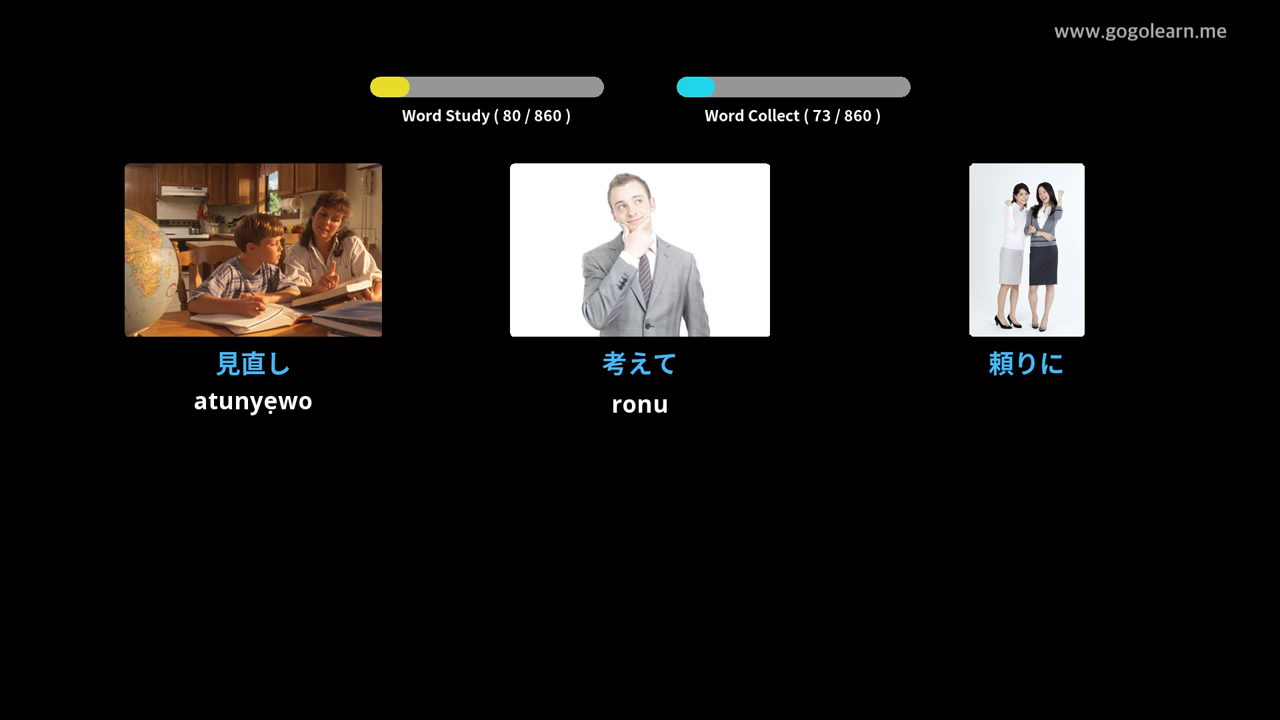 www.gogolearn.me
Word Study ( 80 / 860 )
Word Collect ( 73 / 860 )
見直し
atunyẹwo
考えて
ronu
頼りに